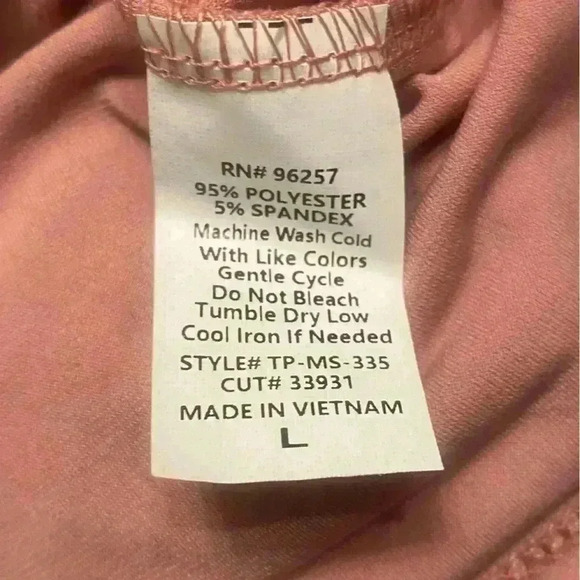 RN# 96257
95% POLYESTER
5% SPANDEX
Machine Wash Cold
With Like Colors
Gentle Cycle
Do Not Bleach
Tumble Dry Low
Cool Iron If Needed
STYLE# TP-MS-335
CUT# 33931
MADE IN VIETNAM
L